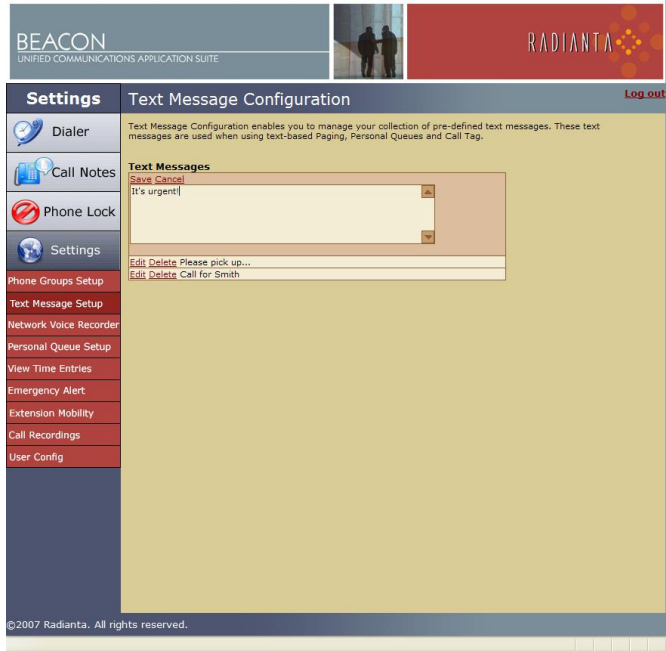 BEACON
UNIFIED COMMUNICATIONS APPLICATION SUITE
RADIANTA
Settings
Text Message Configuration
Log out
Dialer
Call Notes
Phone Lock
Settings
Phone Groups Setup
Text Message Setup
Network Voice Recorder
Personal Queue Setup
View Time Entries
Emergency Alert
Extension Mobility
Call Recordings
User Config
Text Message Configuration enables you to manage your collection of pre-defined text messages. These text
messages are used when using text-based Paging, Personal Queues and Call Tag.
Text Messages
Save Cancel
It's urgent!
Edit Delete Please pick up...
Edit Delete Call for Smith
©2007 Radianta. All rights reserved.